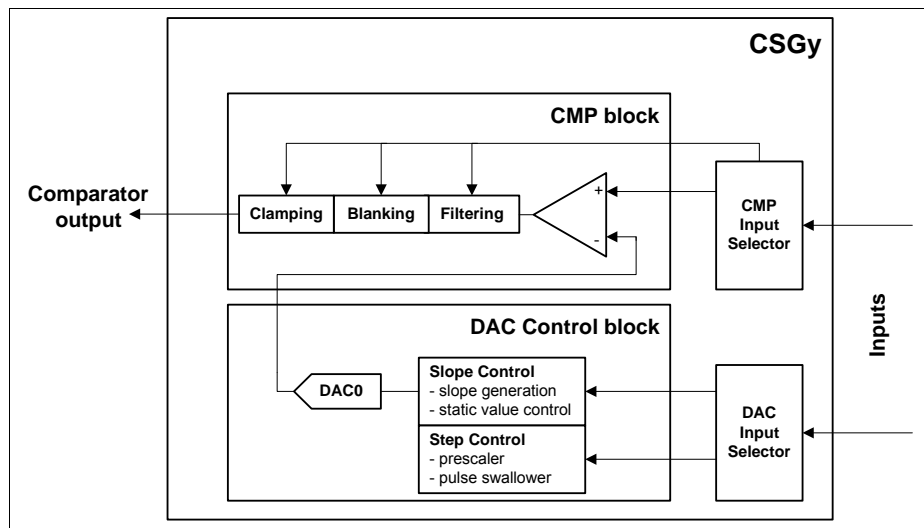 CSGy
CMP block
Comparator
output
Clamping
Blanking
Filtering
+
-
CMP
Input
Selector
Inputs
DAC Control block
DAC0
Slope Control
- slope generation
- static value control
Step Control
- prescaler
- pulse swallower
DAC
Input
Selector